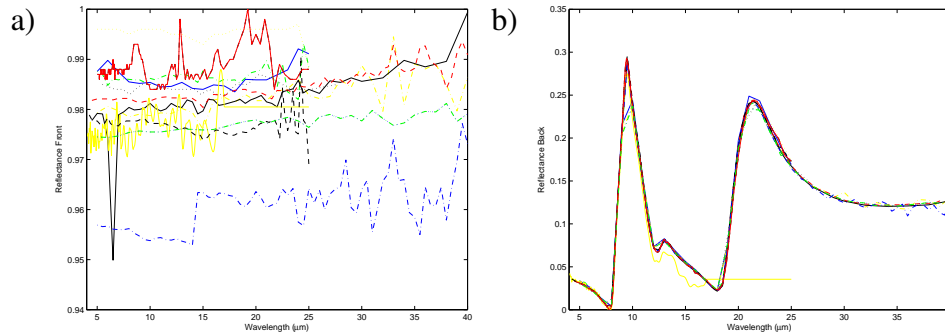 a)
1
0.99
0.98
0.97
0.96
0.95
0.94
Reflectance Front
5 10 15 20 25 30 35 40
Wavelength (µm)
b)
0.35
0.3
0.25
0.2
0.15
0.1
0.05
0
Reflectance Back
5 10 15 20 25 30 35
Wavelength (µm)